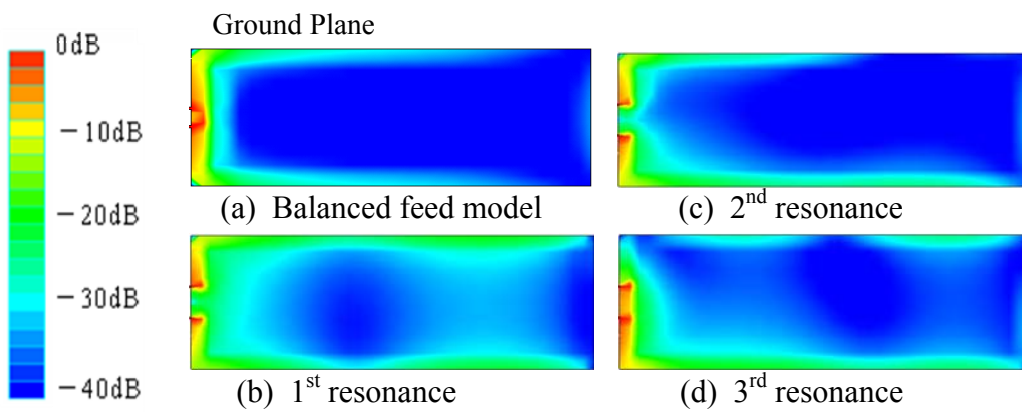 Ground Plane
0dB
−10dB
−20dB
−30dB
−40dB
(a) Balanced feed model
(c) 2nd resonance
(b) 1st resonance
(d) 3rd resonance